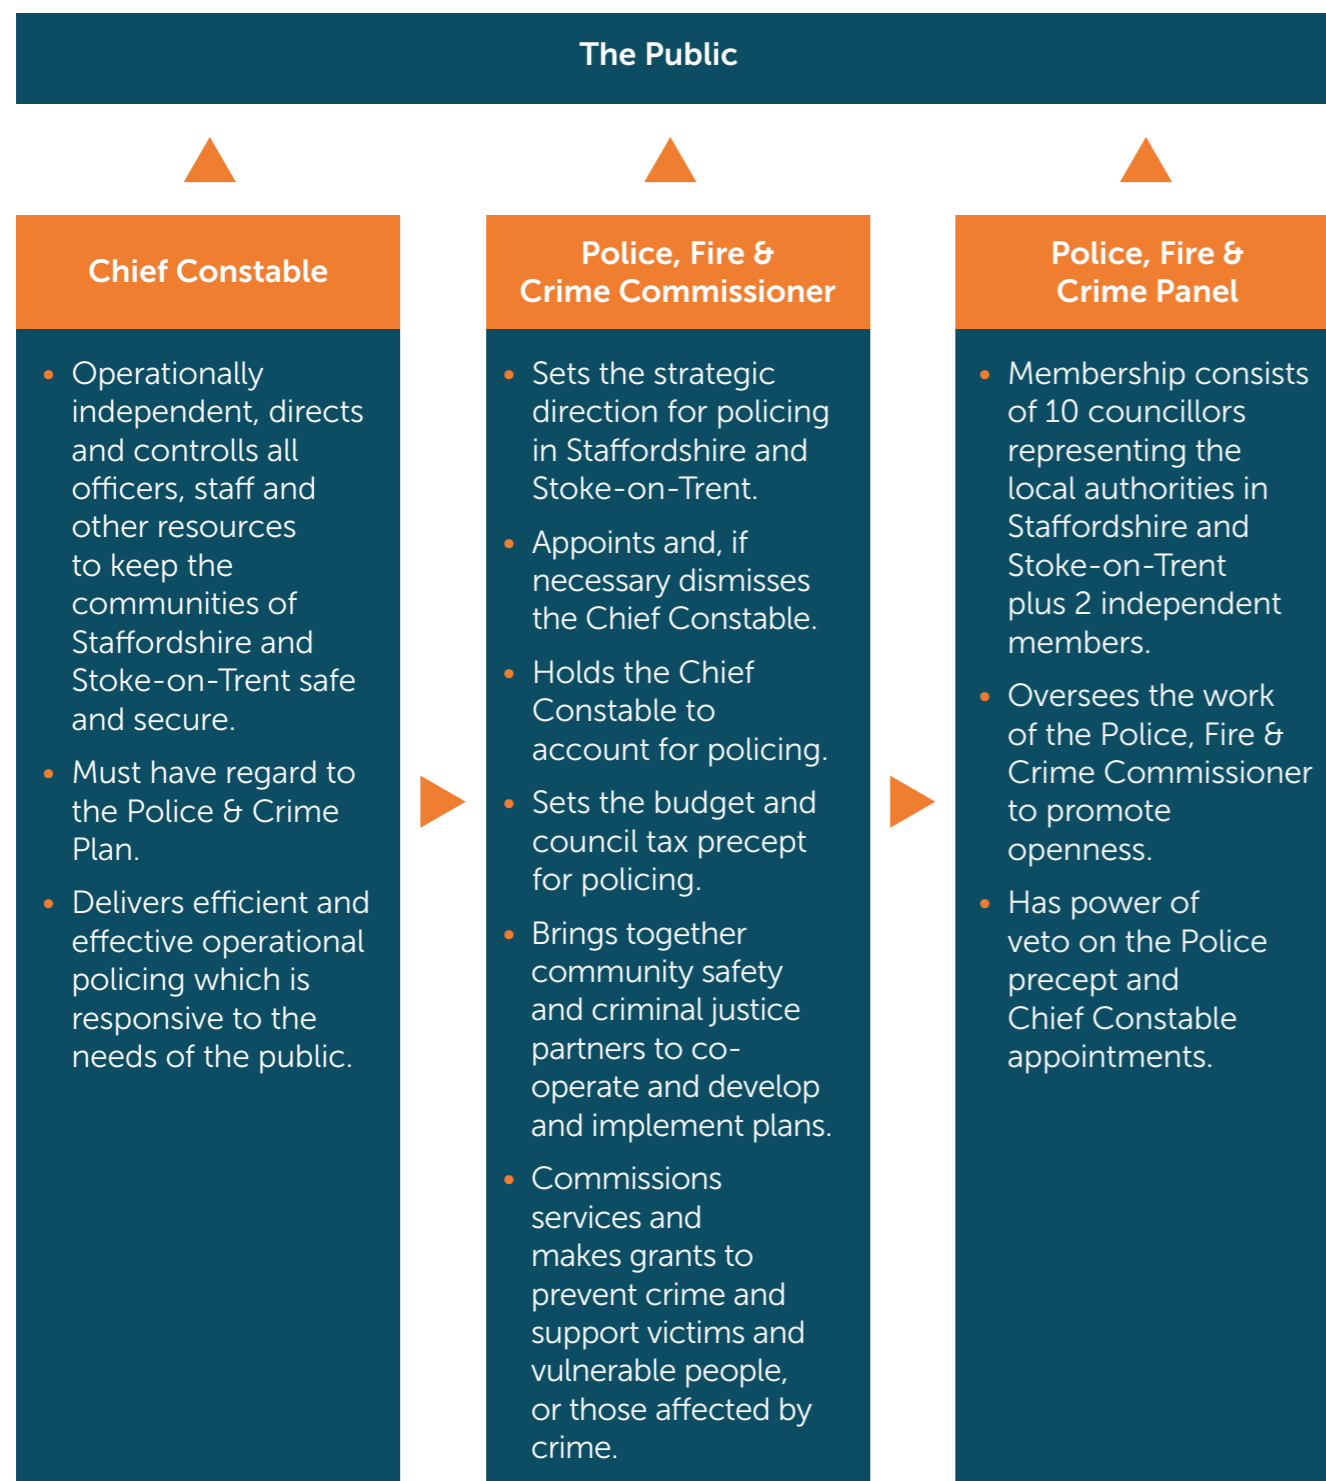 The Public
Chief Constable
• Operationally
independent, directs
and controlls all
officers, staff and
other resources
to keep the
communities of
Staffordshire and
Stoke-on-Trent safe
and secure.
• Must have regard to
the Police & Crime
Plan.
• Delivers efficient and
effective operational
policing which is
responsive to the
needs of the public.
Police, Fire &
Crime Commissioner
• Sets the strategic
direction for policing
in Staffordshire and
Stoke-on-Trent.
• Appoints and, if
necessary dismisses
the Chief Constable.
• Holds the Chief
Constable to
account for policing.
• Sets the budget and
council tax precept
for policing.
• Brings together
community safety
and criminal justice
partners to co-
operate and develop
and implement plans.
• Commissions
services and
makes grants to
prevent crime and
support victims and
vulnerable people,
or those affected by
crime.
Police, Fire &
Crime Panel
• Membership consists
of 10 councillors
representing the
local authorities in
Staffordshire and
Stoke-on-Trent
plus 2 independent
members.
• Oversees the work
of the Police, Fire &
Crime Commissioner
to promote
openness.
• Has power of
veto on the Police
precept and
Chief Constable
appointments.